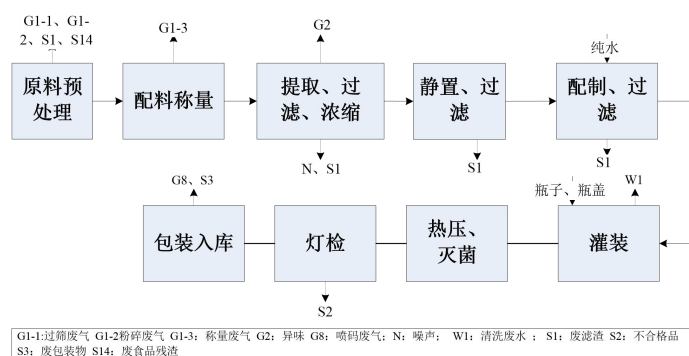 G1-1、G1-
2、S1、S14
G1-3
G2
纯水
原料预
处理
配料称量
提取、过
滤、浓缩
静置、过
滤
配制、过
滤
N、S1
S1
S1
G8、S3
瓶子、瓶盖
W1
包装入库
灯检
热压、
灭菌
灌装
S2
G1-1:过筛废气 G1-2粉碎废气 G1-3：称量废气 G2：异味 G8：喷码废气；N：噪声； W1：清洗废水 ； S1：废滤渣 S2：不合格品
S3：废包装物 S14：废食品残渣